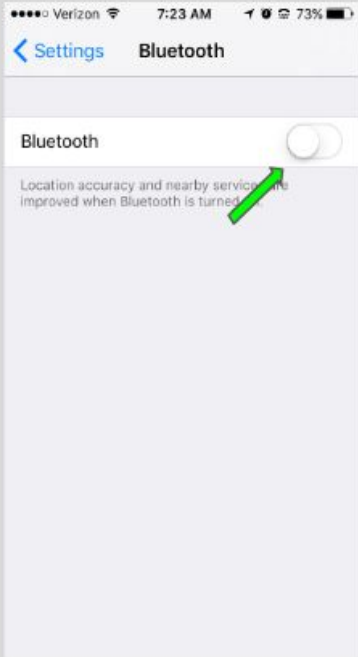 Verizon 7:23 AM 73%
Settings Bluetooth
Bluetooth
Location accuracy and nearby
improved when Bluetooth is turned